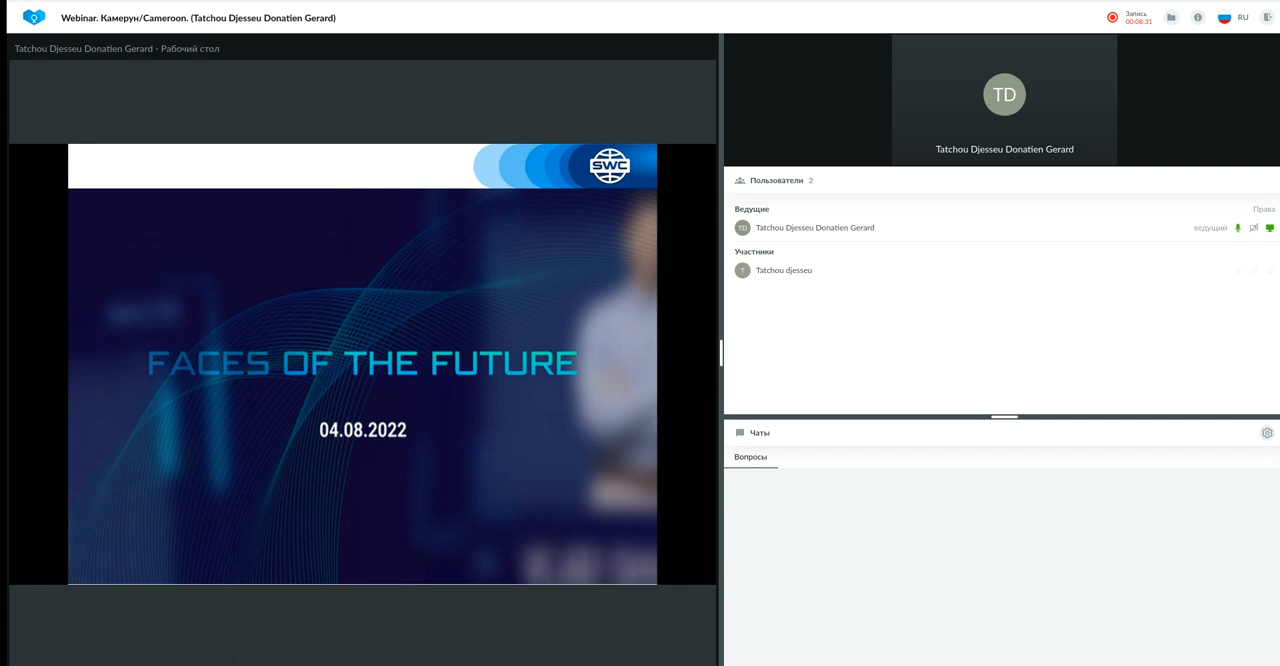 Webinar. Камерун/Cameroon. (Tatchou Djesseu Donatien Gerard)
Запись
00:08:31
RU
Tatchou Djesseu Donatien Gerard - Рабочий стол
SWC
FACES OF THE FUTURE
04.08.2022
TD
Tatchou Djesseu Donatien Gerard
Пользователи 2
Ведущие Права
TD Tatchou Djesseu Donatien Gerard ведущий
Участники
T Tatchou djesseu
Чаты
Вопросы